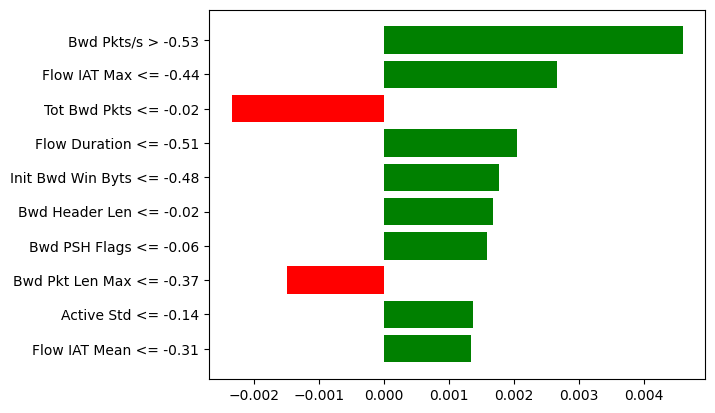 Bwd Pkts/s > -0.53
Flow IAT Max <= -0.44
Tot Bwd Pkts <= -0.02
Flow Duration <= -0.51
Init Bwd Win Byts <= -0.48
Bwd Header Len <= -0.02
Bwd PSH Flags <= -0.06
Bwd Pkt Len Max <= -0.37
Active Std <= -0.14
Flow IAT Mean <= -0.31
−0.002 −0.001 0.000 0.001 0.002 0.003 0.004